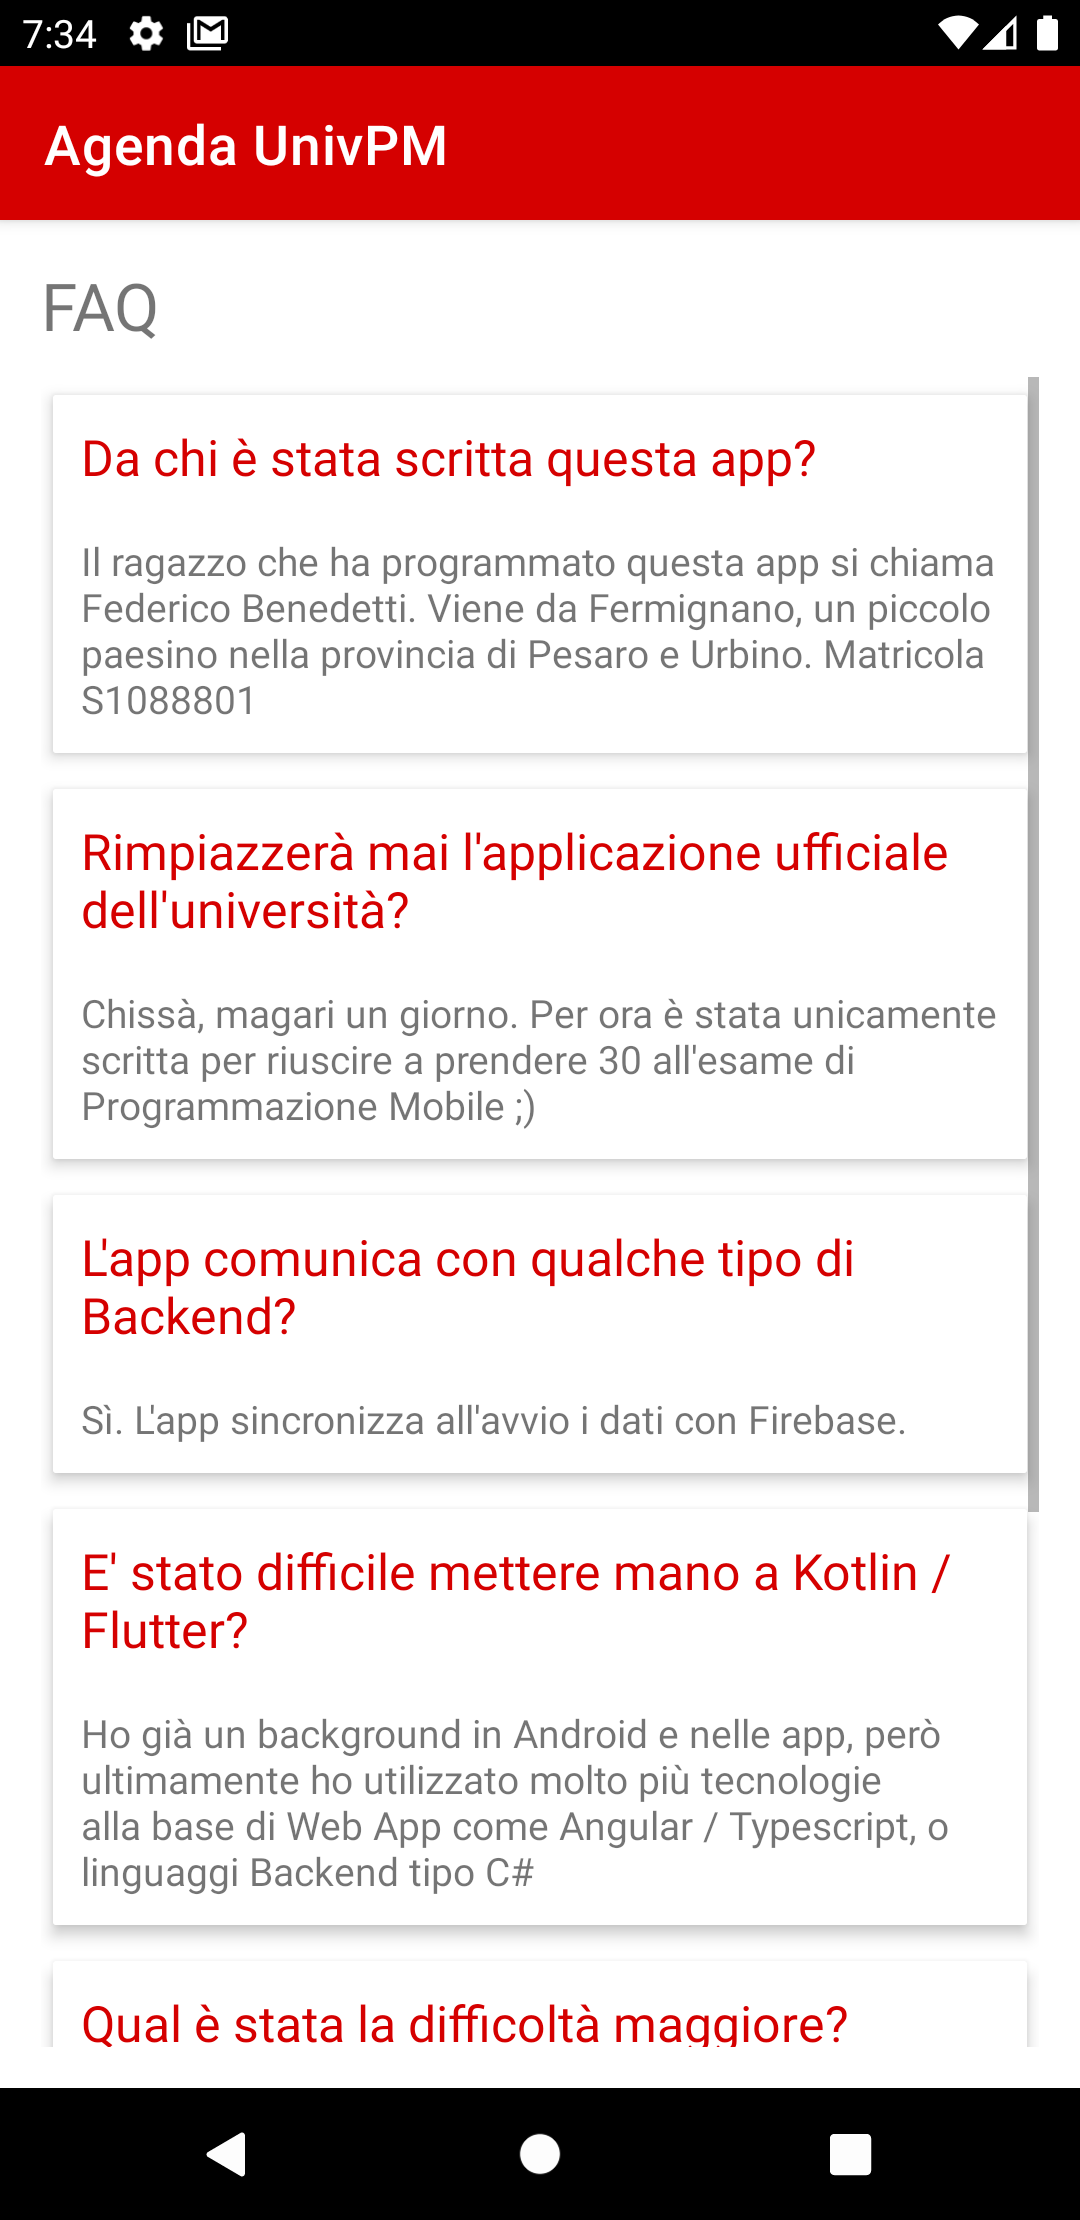 7:34
Agenda UnivPM
FAQ
Da chi è stata scritta questa app?
Il ragazzo che ha programmato questa app si chiama
Federico Benedetti. Viene da Fermignano, un piccolo
paesino nella provincia di Pesaro e Urbino. Matricola
S1088801
Rimpiazzerà mai l'applicazione ufficiale
dell'università?
Chissà, magari un giorno. Per ora è stata unicamente
scritta per riuscire a prendere 30 all'esame di
Programmazione Mobile ;)
L'app comunica con qualche tipo di
Backend?
Sì. L'app sincronizza all'avvio i dati con Firebase.
E' stato difficile mettere mano a Kotlin /
Flutter?
Ho già un background in Android e nelle app, però
ultimamente ho utilizzato molto più tecnologie
alla base di Web App come Angular / Typescript, o
linguaggi Backend tipo C#
Qual è stata la difficoltà maggiore?